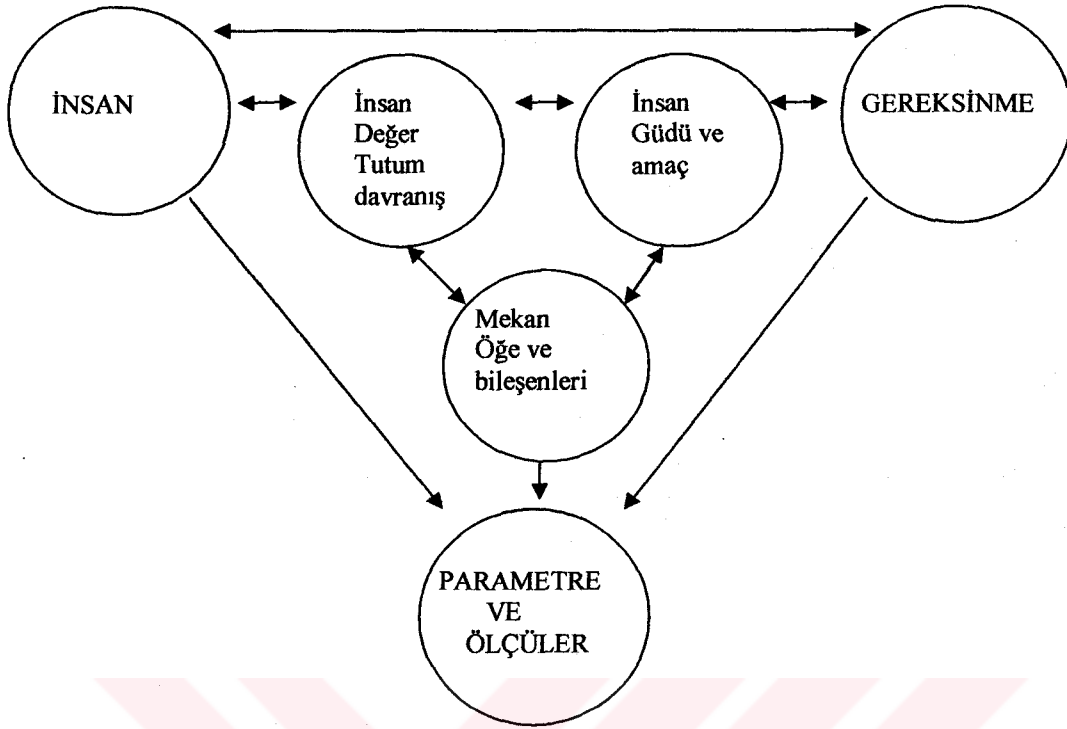 İNSAN
İnsan
Değer
Tutum
davranış
İnsan
Güdü ve
amaç
GEREKSİNME
Mekan
Öğe ve
bileşenleri
PARAMETRE
VE
ÖLÇÜLER